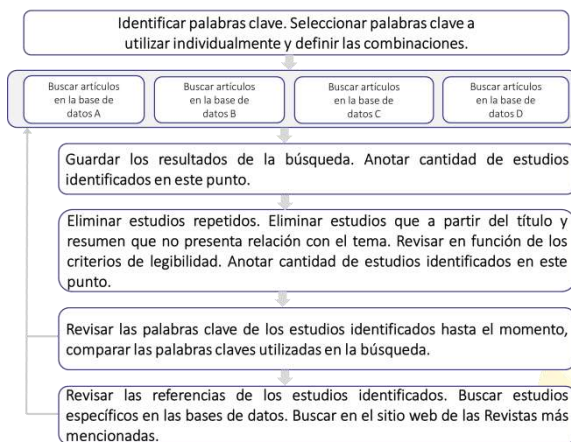 Identificar palabras clave. Seleccionar palabras clave a
utilizar individualmente y definir las combinaciones.
Buscar artículos
en la base de
datos A
Buscar artículos
en la base de
datos B
Buscar artículos
en la base de
datos C
Buscar artículos
en la base de
datos D
Guardar los resultados de la búsqueda. Anotar cantidad de estudios
identificados en este punto.
Eliminar estudios repetidos. Eliminar estudios que a partir del título y
resumen que no presenta relación con el tema. Revisar en función de los
criterios de legibilidad. Anotar cantidad de estudios identificados en este
punto.
Revisar las palabras clave de los estudios identificados hasta el momento,
comparar las palabras claves utilizadas en la búsqueda.
Revisar las referencias de los estudios identificados. Buscar estudios
específicos en las bases de datos. Buscar en el sitio web de las Revistas más
mencionadas.